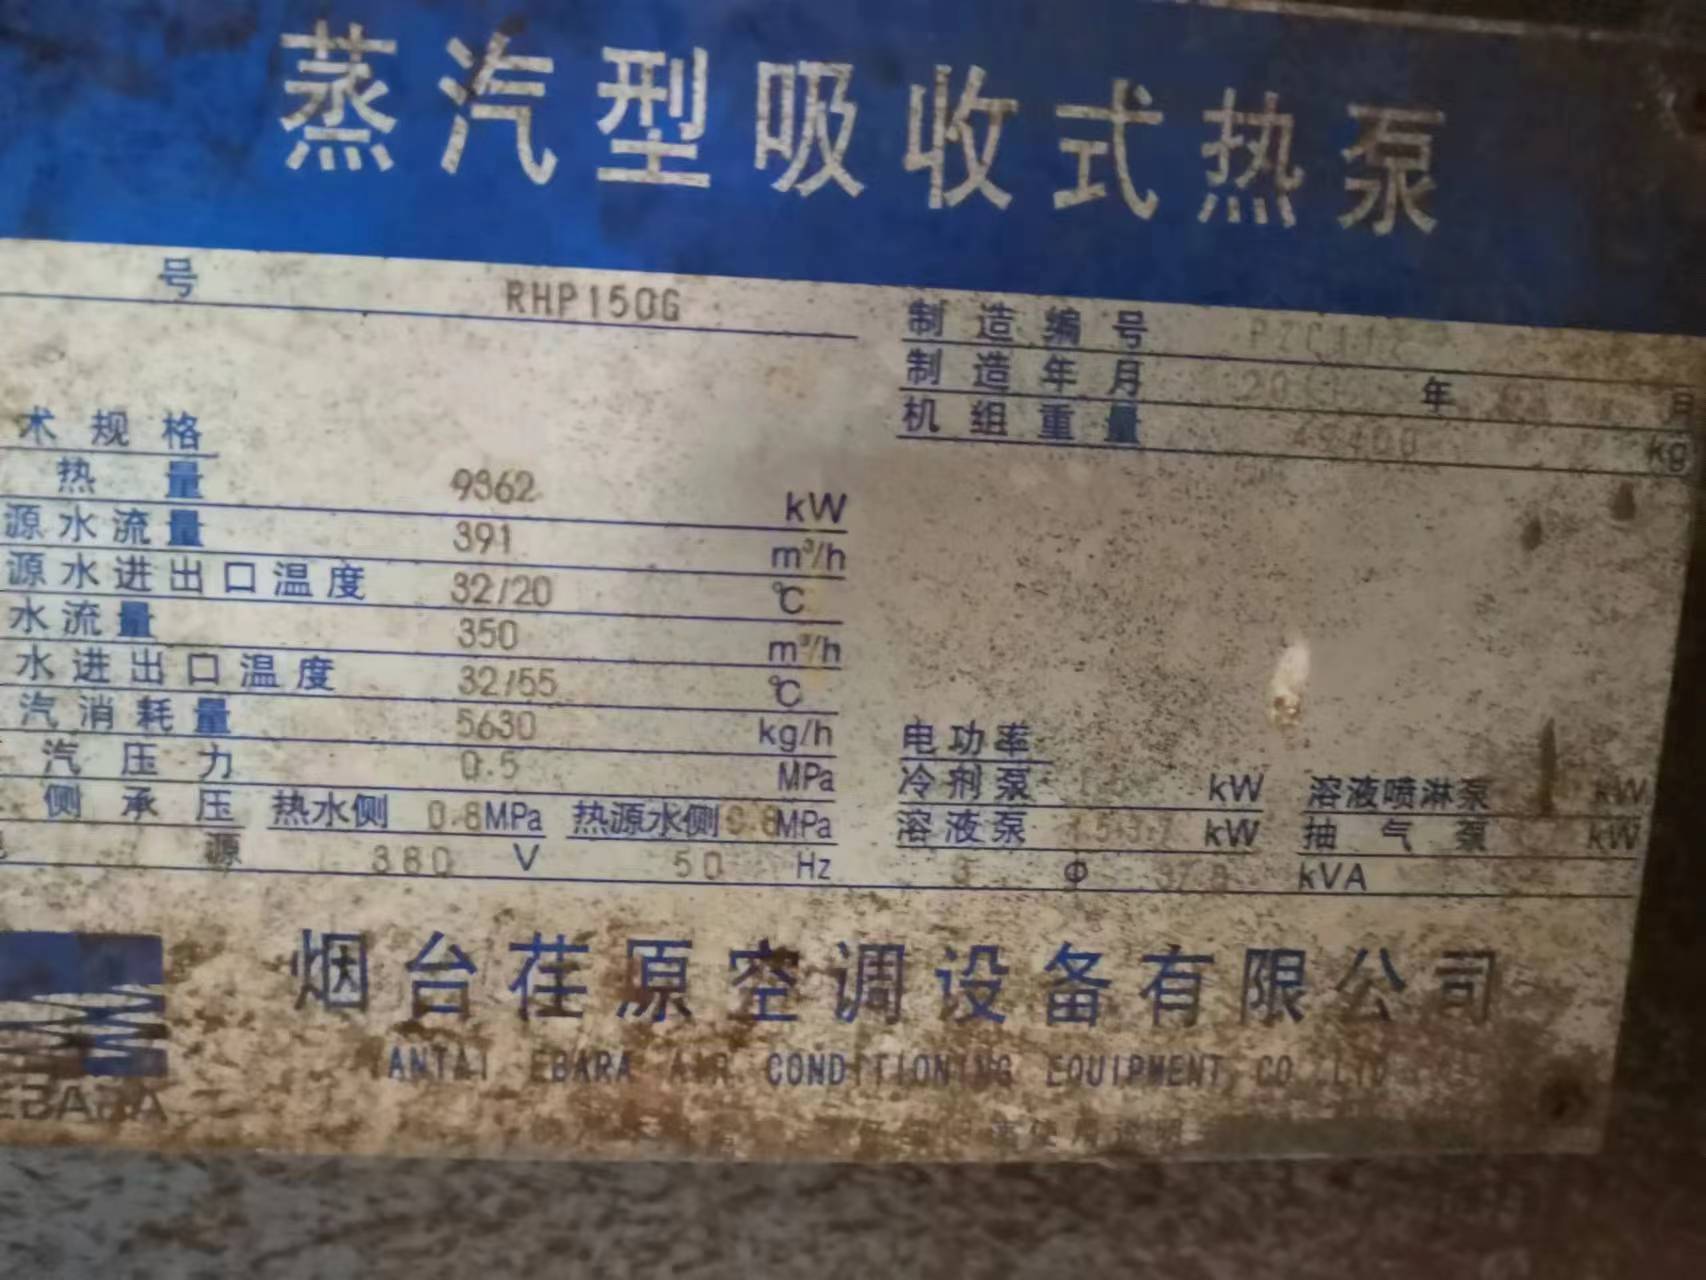 蒸汽型吸收式热泵
号 RHP150G
制造编号
制造年月 年 月
机组重量 kg
术规格
热量 9362 kW
源水流量 391 m³/h
源水进出口温度 32/20 ℃
水流量 350 m³/h
水进出口温度 32/55 ℃
汽消耗量 5630 kg/h
汽压力 0.5 MPa
侧承压 热水侧 0.8MPa 热源水侧 0.8MPa
源 380 V 50 Hz 3 Φ kVA
电功率
冷剂泵 kW 溶液喷淋泵 kW
溶液泵 kW 抽气泵 kW
烟台荏原空调设备有限公司
ANTAI EBARA AIR CONDITIONING EQUIPMENT CO. LTD
EBARA